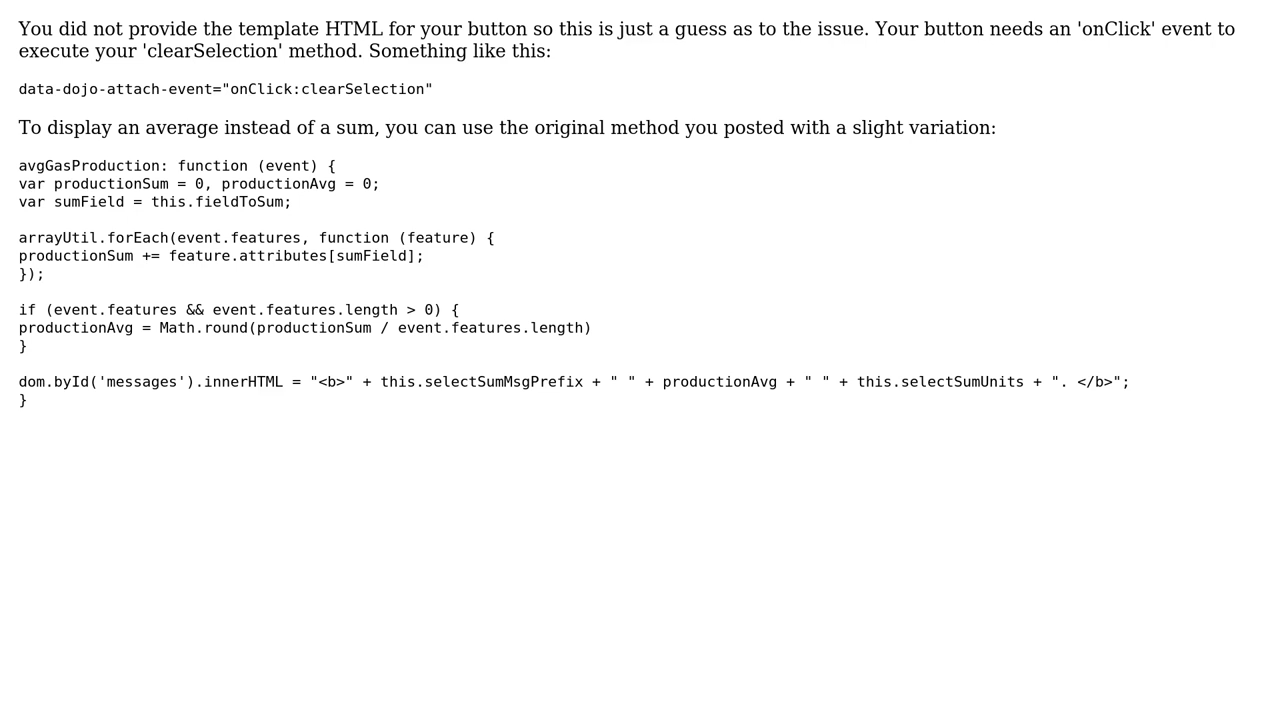 You did not provide the template HTML for your button so this is just a guess as to the issue. Your button needs an 'onClick' event to
execute your 'clearSelection' method. Something like this:
data-dojo-attach-event="onClick:clearSelection"
To display an average instead of a sum, you can use the original method you posted with a slight variation:
avgGasProduction: function (event) {
var productionSum = 0, productionAvg = 0;
var sumField = this.fieldToSum;
arrayUtil.forEach(event.features, function (feature) {
productionSum += feature.attributes[sumField];
});
if (event.features && event.features.length > 0) {
productionAvg = Math.round(productionSum / event.features.length)
}
dom.byId('messages').innerHTML = "<b>" + this.selectSumMsgPrefix + " " + productionAvg + " " + this.selectSumUnits + ". </b>";
}